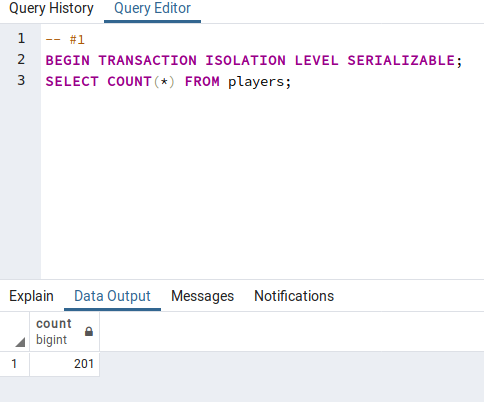 Query History Query Editor
1 -- #1
2 BEGIN TRANSACTION ISOLATION LEVEL SERIALIZABLE;
3 SELECT COUNT(*) FROM players;
Explain Data Output Messages Notifications
count
bigint
1 201